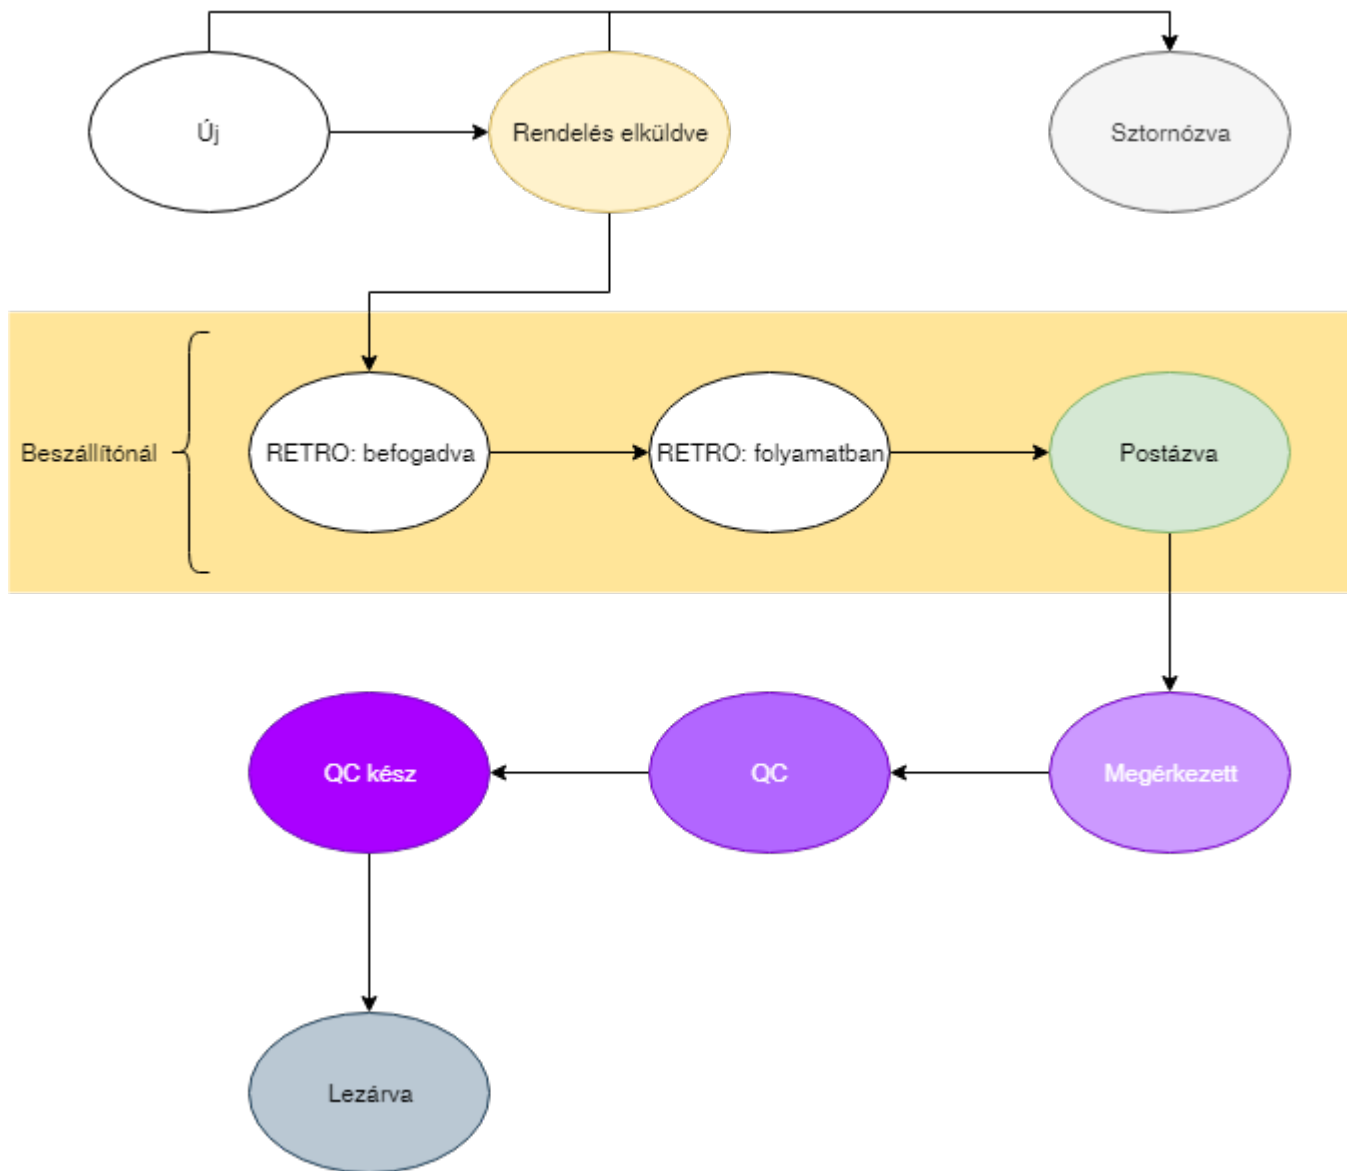 Új
Rendelés elküldve
Sztornózva
Beszállítónál
RETRO: befogadva
RETRO: folyamatban
Postázva
QC kész
QC
Megérkezett
Lezárva